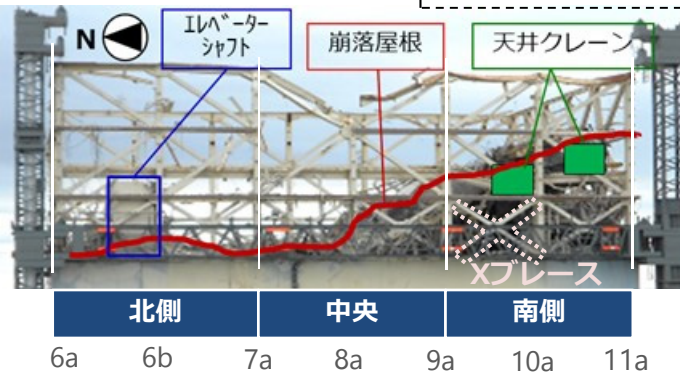 N
ｴﾚﾍﾞｰﾀｰ
ｼｬﾌﾄ
崩落屋根
天井クレーン
Xブレース
北側
中央
南側
6a
6b
7a
8a
9a
10a
11a